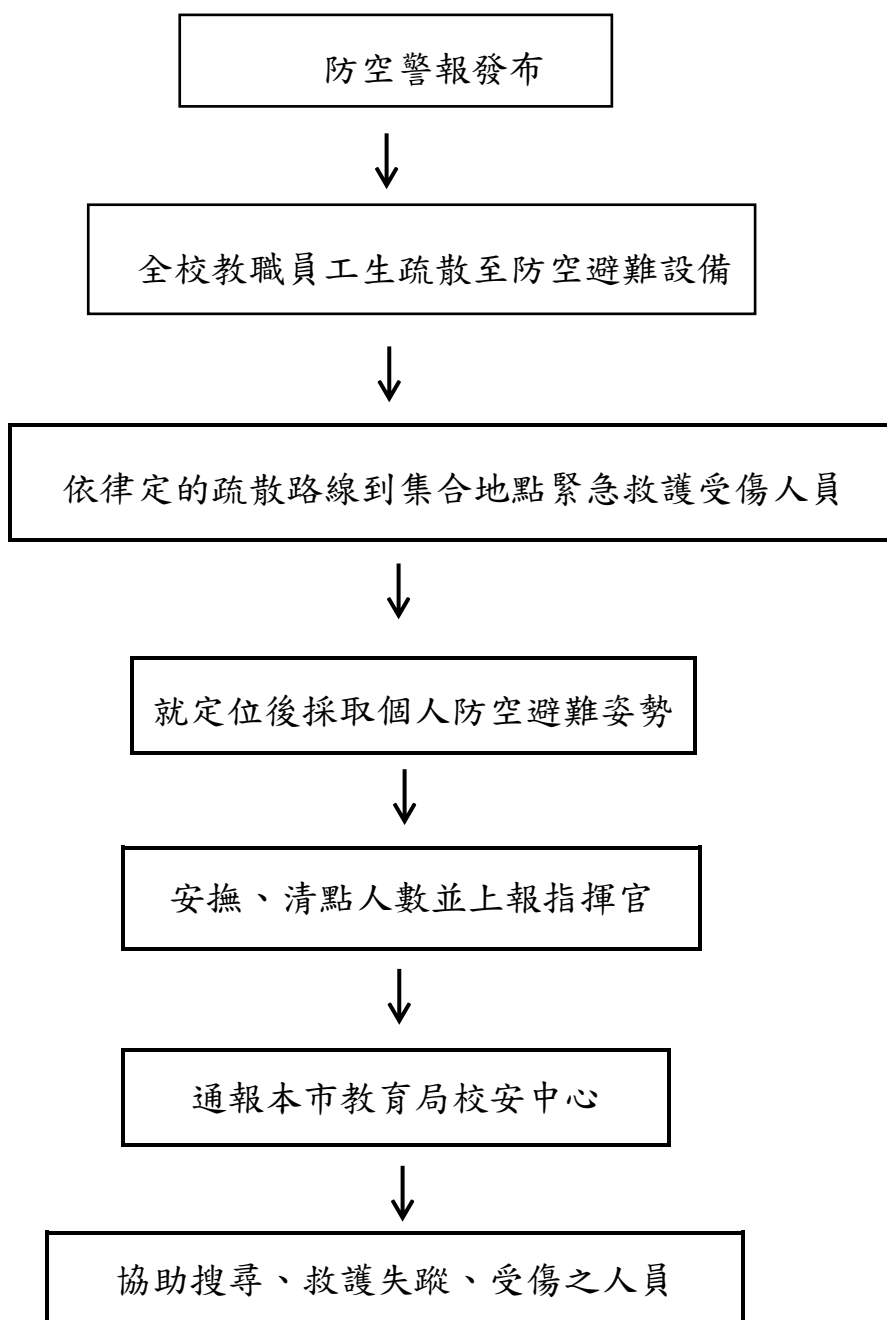 防空警報發布
全校教職員工生疏散至防空避難設備
依律定的疏散路線到集合地點緊急救護受傷人員
就定位後採取個人防空避難姿勢
安撫、清點人數並上報指揮官
通報本市教育局校安中心
協助搜尋、救護失蹤、受傷之人員